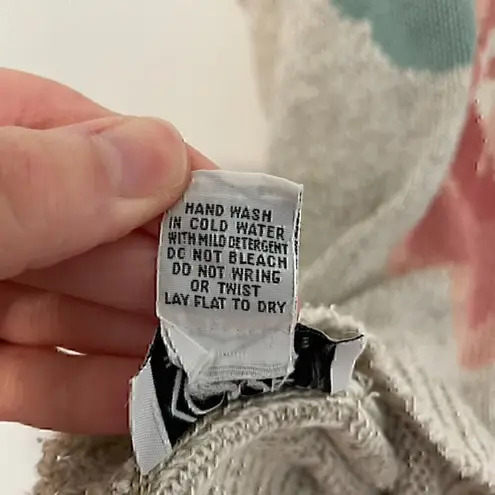 HAND WASH
IN COLD WATER
WITH MILD DETERGENT
DO NOT BLEACH
DO NOT WRING
OR TWIST
LAY FLAT TO DRY